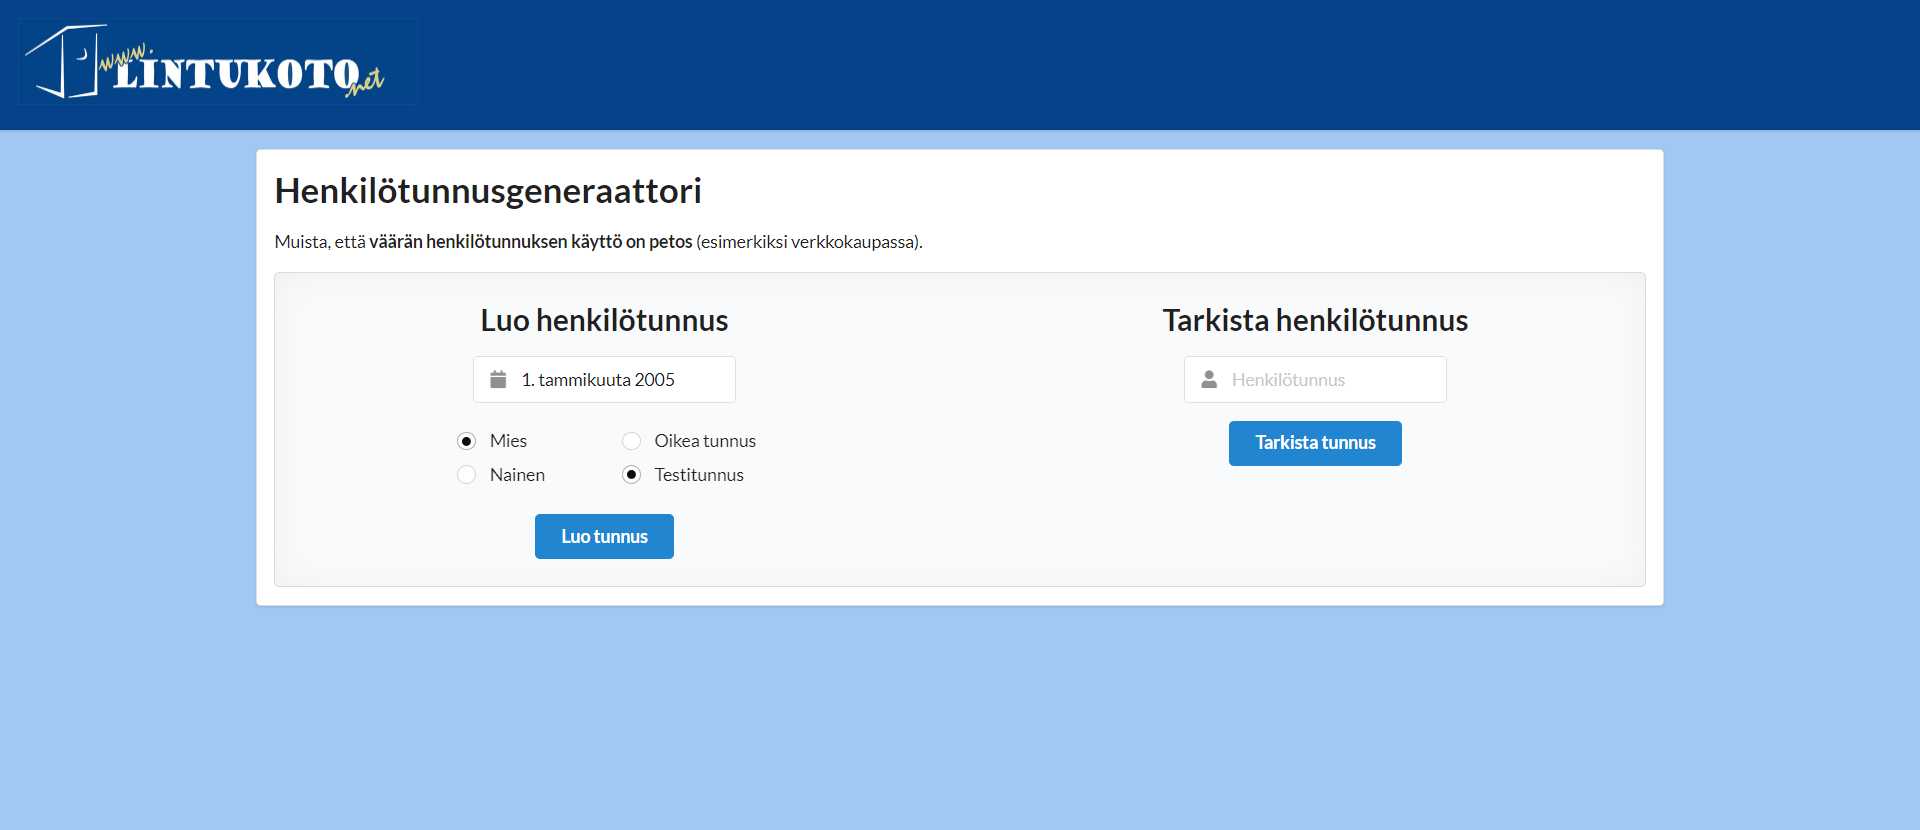 www.LINTUKOTO.net
Henkilötunnusgeneraattori
Muista, että väärän henkilötunnuksen käyttö on petos (esimerkiksi verkkokaupassa).
Luo henkilötunnus
1. tammikuuta 2005
Mies
Oikea tunnus
Nainen
Testitunnus
Luo tunnus
Tarkista henkilötunnus
Henkilötunnus
Tarkista tunnus